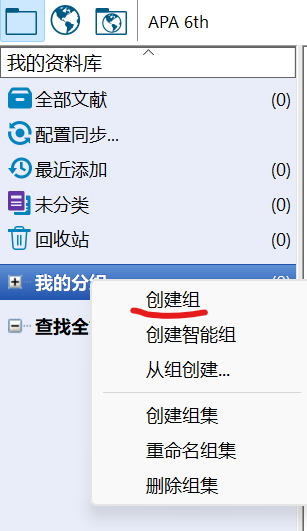 APA 6th
我的资料库
全部文献 (0)
配置同步...
最近添加 (0)
未分类 (0)
回收站 (0)
我的分
创建组
查找全
创建智能组
从组创建...
创建组集
重命名组集
删除组集